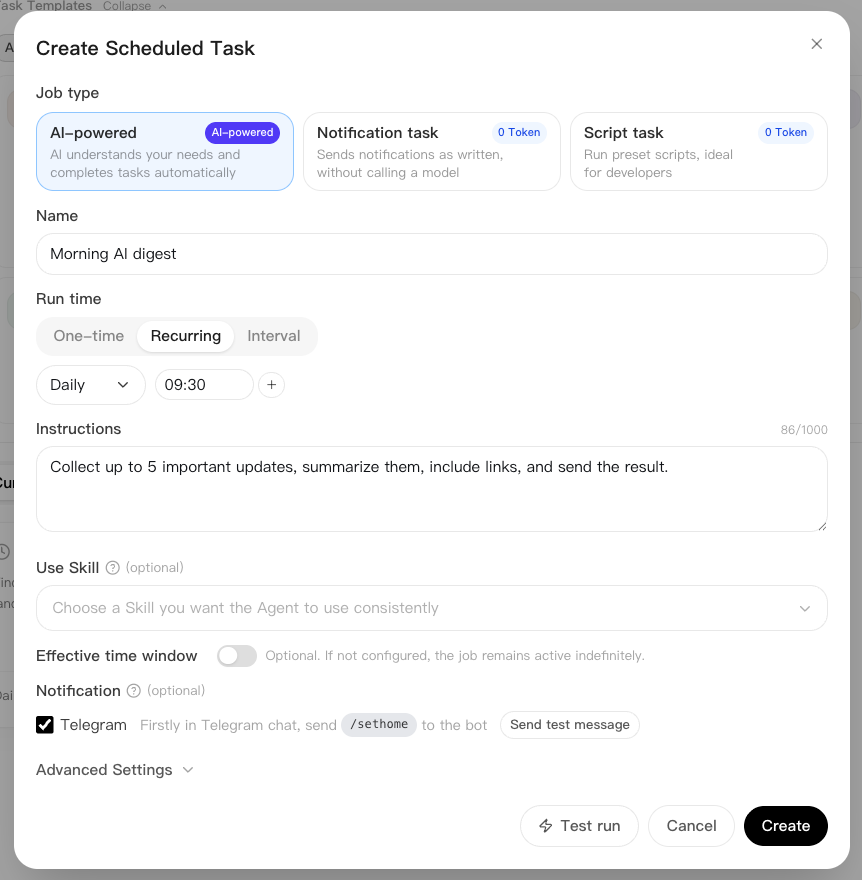 ask Templates Collapse
Create Scheduled Task
Job type
AI-powered AI-powered
AI understands your needs and
completes tasks automatically
Notification task 0 Token
Sends notifications as written,
without calling a model
Script task 0 Token
Run preset scripts, ideal
for developers
Name
Morning AI digest
Run time
One-time Recurring Interval
Daily 09:30 +
Instructions 86/1000
Collect up to 5 important updates, summarize them, include links, and send the result.
Use Skill ? (optional)
Choose a Skill you want the Agent to use consistently
Effective time window Optional. If not configured, the job remains active indefinitely.
Notification ? (optional)
Telegram Firstly in Telegram chat, send /sethome to the bot Send test message
Advanced Settings
Test run Cancel Create